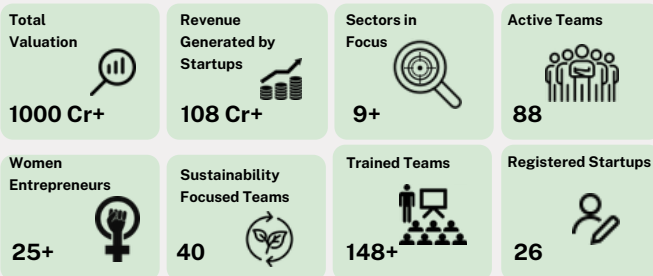 Total
Valuation
1000 Cr+
Revenue
Generated by
Startups
108 Cr+
Sectors in
Focus
9+
Active Teams
88
Women
Entrepreneurs
25+
Sustainability
Focused Teams
40
Trained Teams
148+
Registered Startups
26